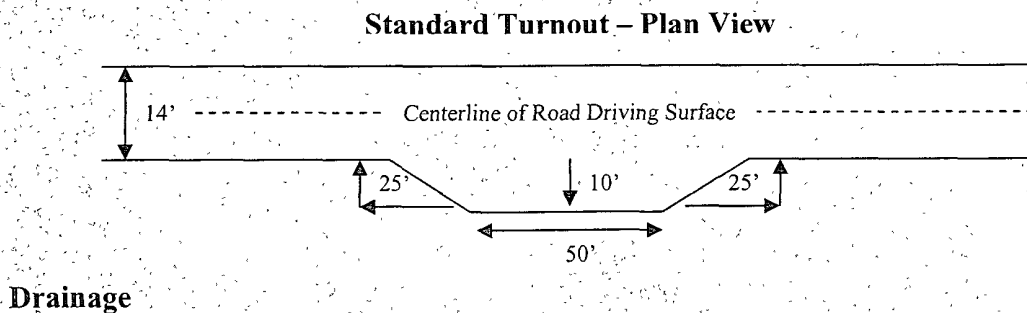 Standard Turnout – Plan View
14' Centerline of Road Driving Surface
25' 10' 25'
50'
Drainage